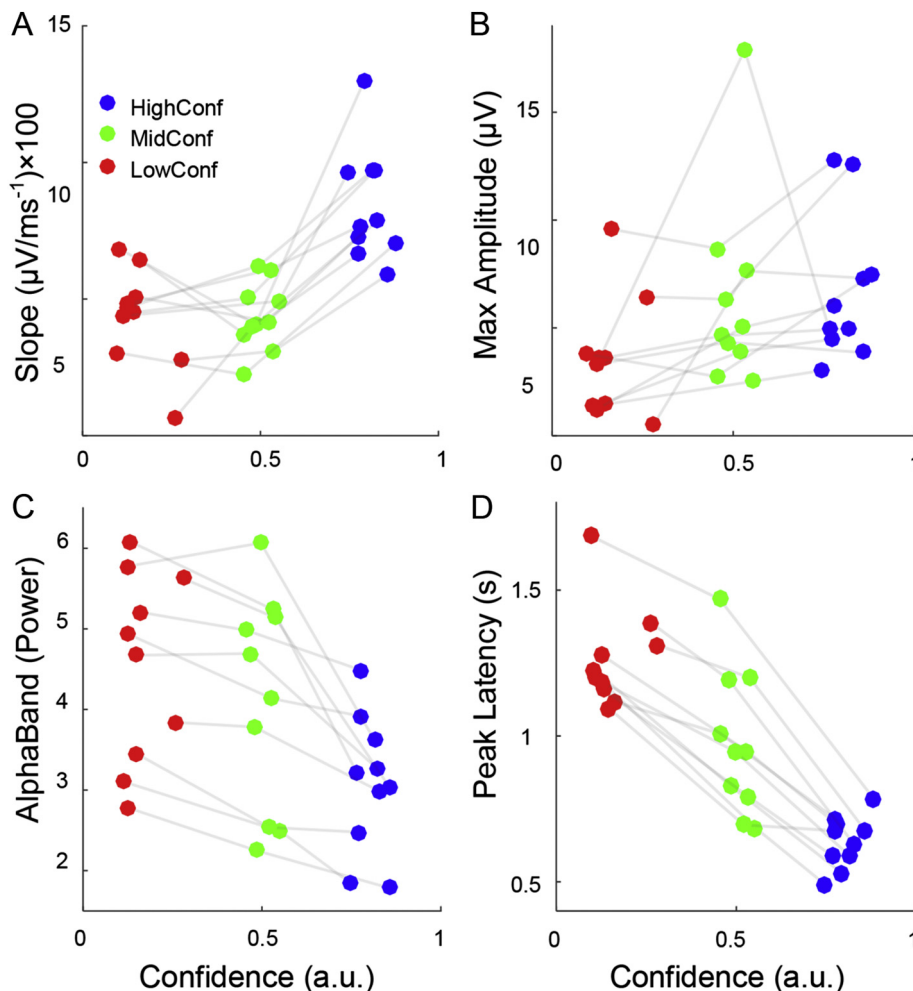 A
15
10
5
0
0.5
1
Slope (µV/ms⁻¹)×100
HighConf
MidConf
LowConf
B
15
10
5
0
0.5
1
Max Amplitude (µV)
C
6
5
4
3
2
0
0.5
1
AlphaBand (Power)
Confidence (a.u.)
D
1.5
1
0.5
0
0.5
1
Peak Latency (s)
Confidence (a.u.)